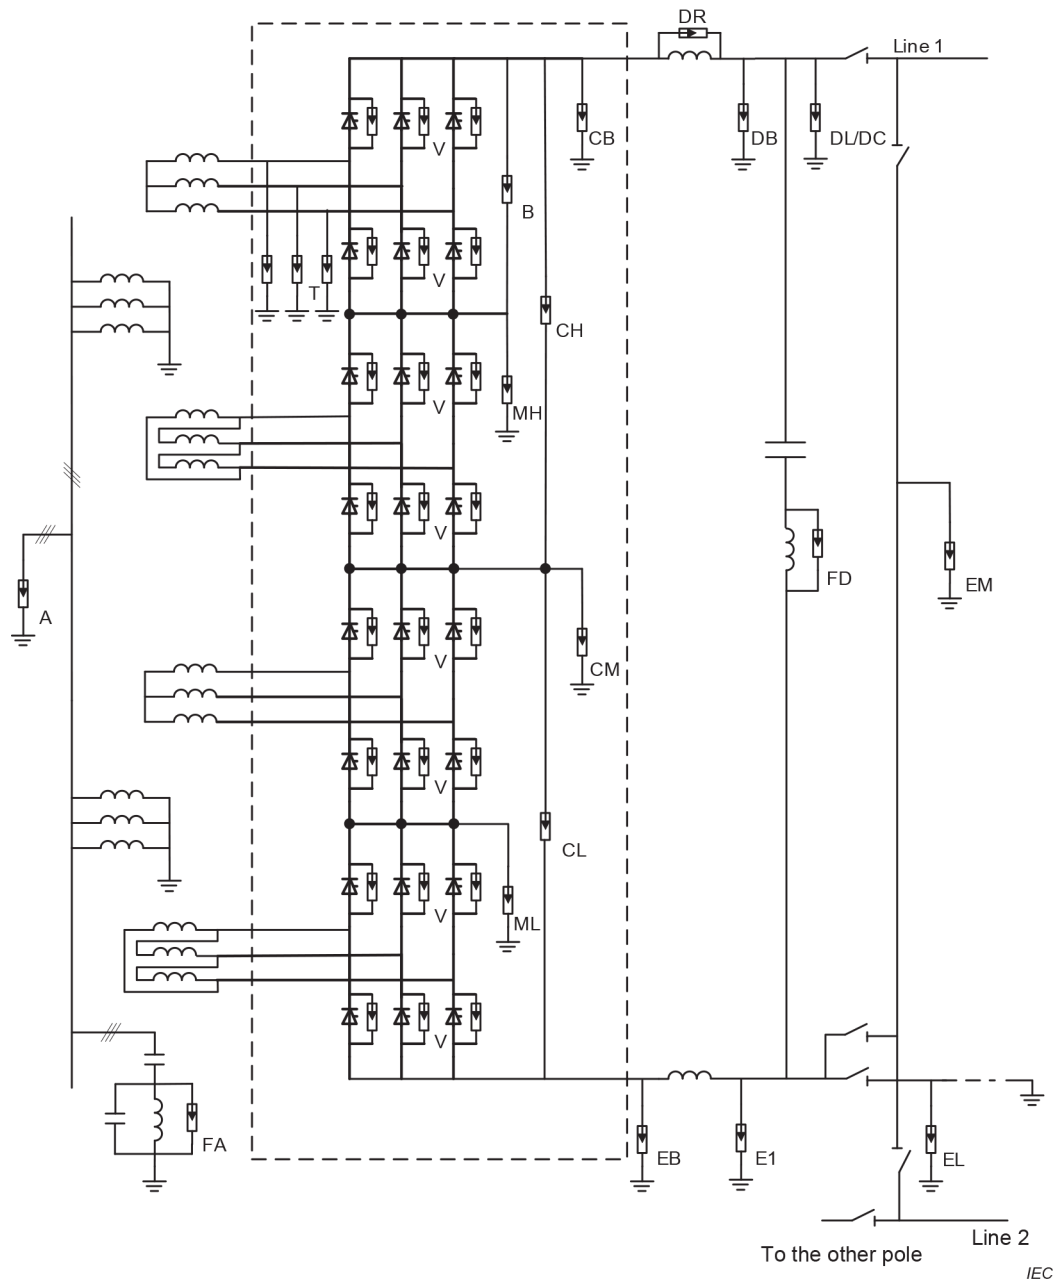 DR
Line 1
CB
DB
DL/DC
V
B
V
T
CH
V
MH
V
FD
EM
A
V
CM
V
CL
V
ML
V
FA
EB
E1
EL
Line 2
To the other pole
IEC